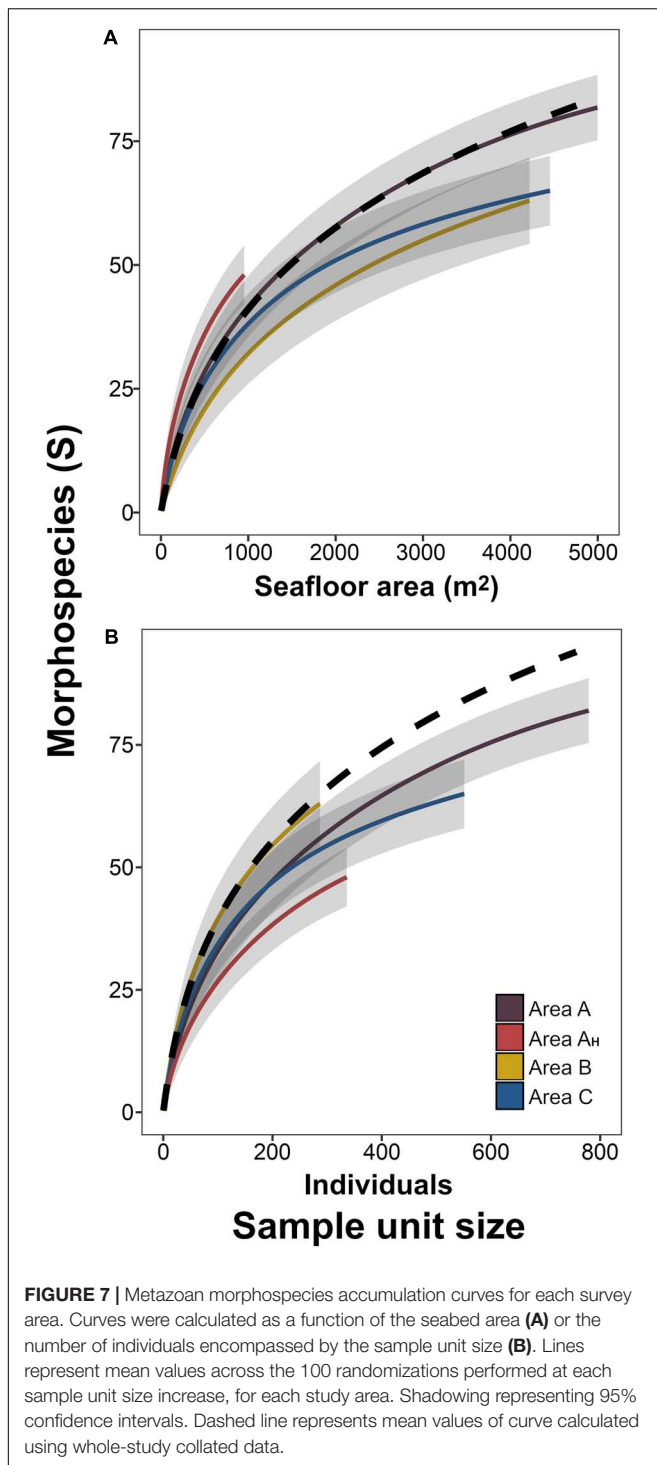 A
75
50
25
0
0 1000 2000 3000 4000 5000
Seafloor area (m²)
Morphospecies (S)
B
75
50
25
0
Area A
Area AH
Area B
Area C
0 200 400 600 800
Individuals
Sample unit size
FIGURE 7 | Metazoan morphospecies accumulation curves for each survey
area. Curves were calculated as a function of the seabed area (A) or the
number of individuals encompassed by the sample unit size (B). Lines
represent mean values across the 100 randomizations performed at each
sample unit size increase, for each study area. Shadowing representing 95%
confidence intervals. Dashed line represents mean values of curve calculated
using whole-study collated data.